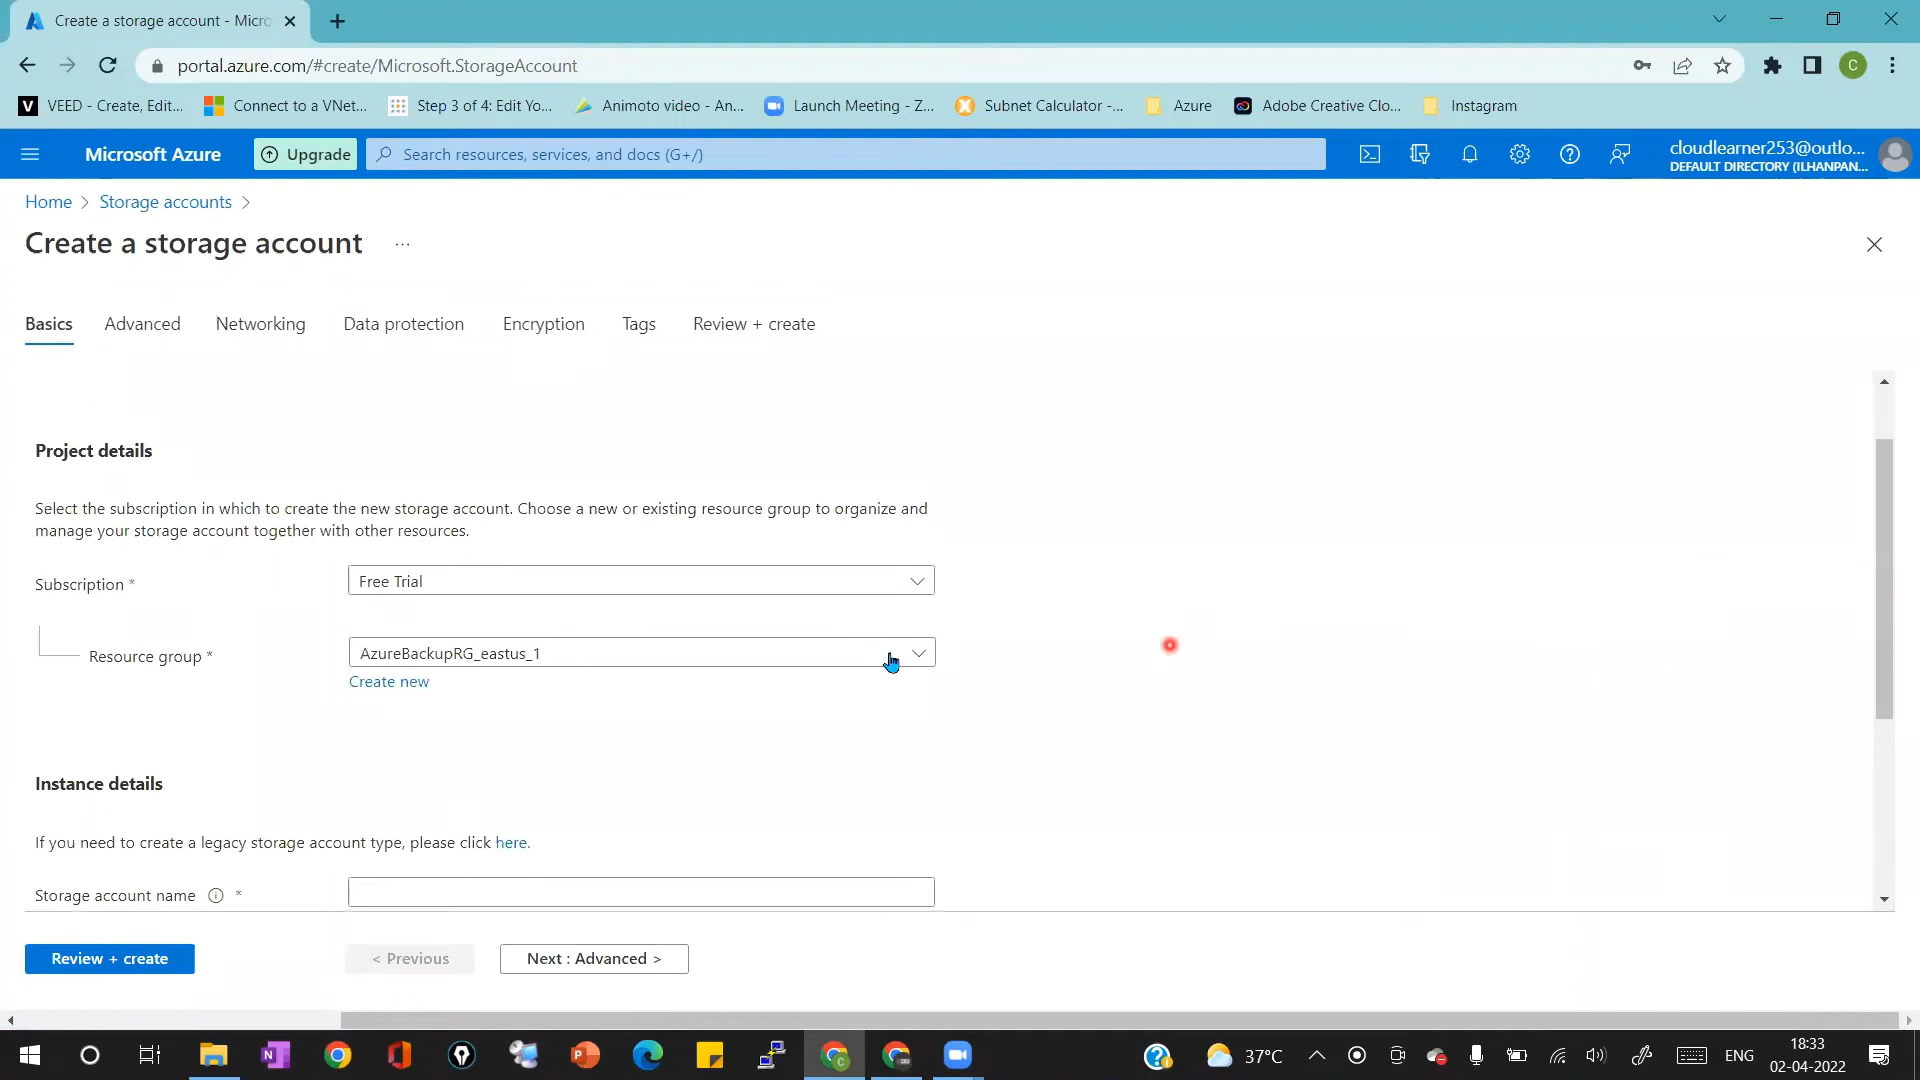 Create a storage account - Micro
portal.azure.com/#create/Microsoft.StorageAccount
C
VEED - Create, Edit...
Connect to a VNet...
Step 3 of 4: Edit Yo...
Animoto video - An...
Launch Meeting - Z...
Subnet Calculator -...
Azure
Adobe Creative Clo...
Instagram
Microsoft Azure
Upgrade
Search resources, services, and docs (G+/)
cloudlearner253@outlo...
DEFAULT DIRECTORY (ILHANPAN...
Home > Storage accounts >
Create a storage account ...
Basics
Advanced
Networking
Data protection
Encryption
Tags
Review + create
Project details
Select the subscription in which to create the new storage account. Choose a new or existing resource group to organize and
manage your storage account together with other resources.
Subscription *
Free Trial
Resource group *
AzureBackupRG_eastus_1
Create new
Instance details
If you need to create a legacy storage account type, please click here.
Storage account name *
Review + create
< Previous
Next : Advanced >
37°C
ENG
18:33
02-04-2022